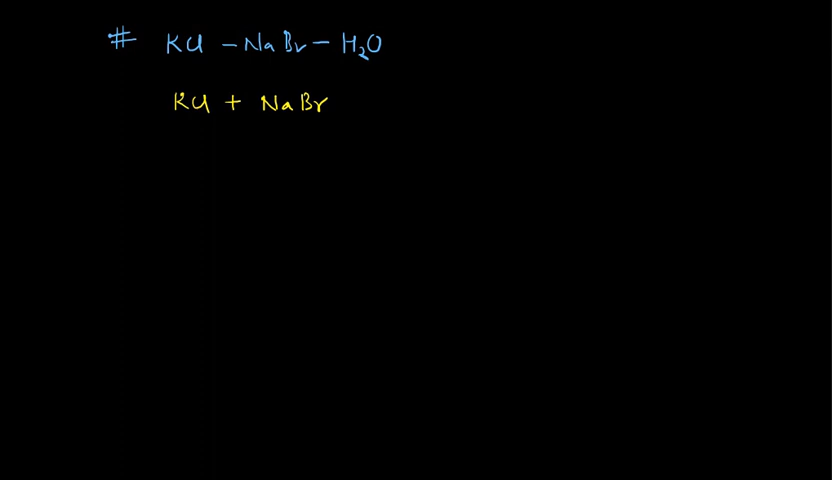 # KCl - NaBr - H₂O
KCl + NaBr